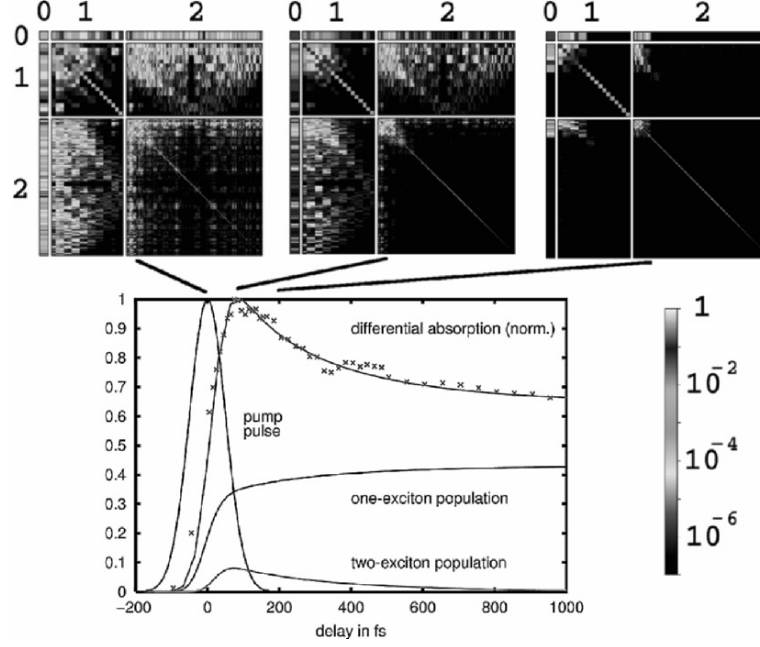 0 1 2
0 1 2
0 1 2
0
1
2
1
0.9
0.8
0.7
0.6
0.5
0.4
0.3
0.2
0.1
0
differential absorption (norm.)
pump
pulse
one-exciton population
two-exciton population
-200 0 200 400 600 800 1000
delay in fs
1
10^-2
10^-4
10^-6